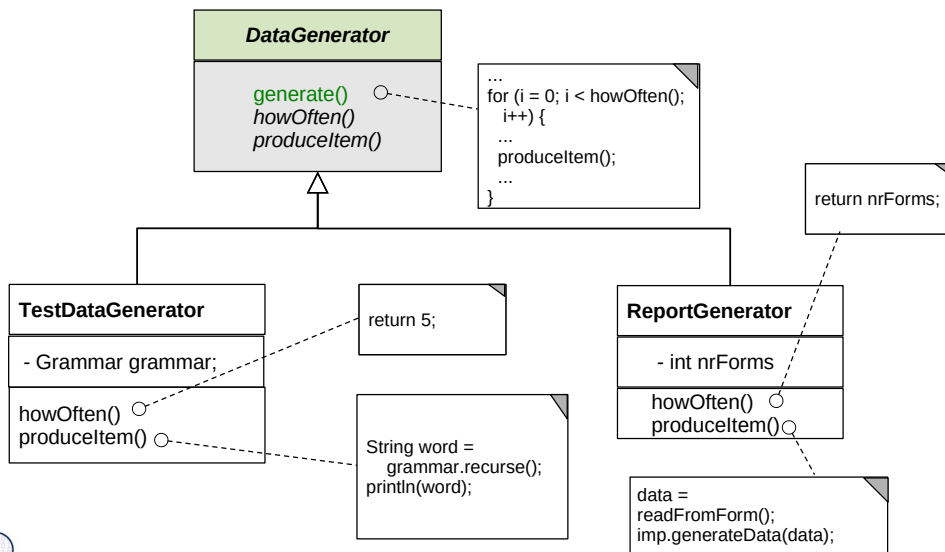 DataGenerator
generate()
howOften()
produceItem()
...
for (i = 0; i < howOften();
i++) {
...
produceItem();
...
}
return nrForms;
TestDataGenerator
- Grammar grammar;
howOften()
produceItem()
return 5;
String word =
grammar.recurse();
println(word);
ReportGenerator
- int nrForms
howOften()
produceItem()
data =
readFromForm();
imp.generateData(data);